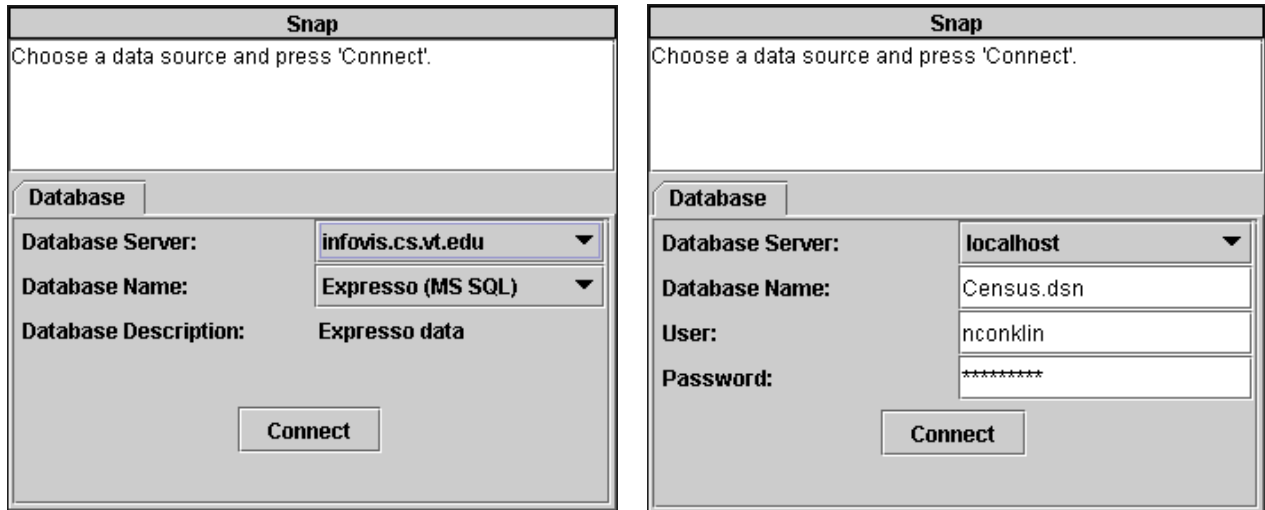 Snap
Choose a data source and press 'Connect'.
Database
Database Server: infovis.cs.vt.edu
Database Name: Expresso (MS SQL)
Database Description: Expresso data
Connect
Snap
Choose a data source and press 'Connect'.
Database
Database Server: localhost
Database Name: Census.dsn
User: nconklin
Password: *********
Connect